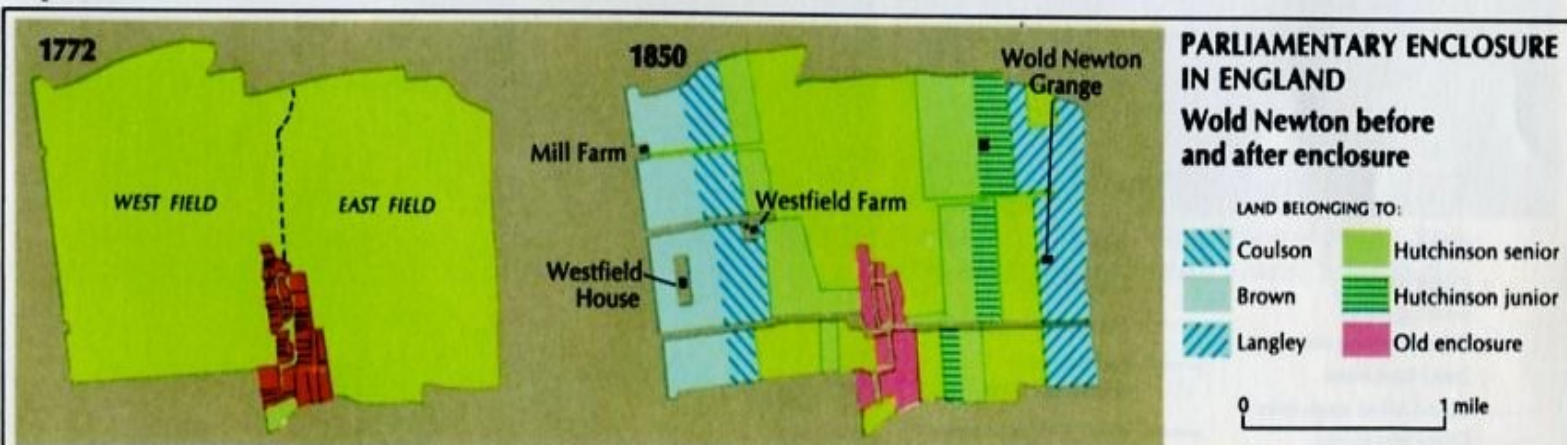 1772
WEST FIELD
EAST FIELD
1850
Wold Newton
Grange
Mill Farm
Westfield Farm
Westfield
House
PARLIAMENTARY ENCLOSURE
IN ENGLAND
Wold Newton before
and after enclosure
LAND BELONGING TO:
Coulson
Brown
Langley
Hutchinson senior
Hutchinson junior
Old enclosure
0
1 mile